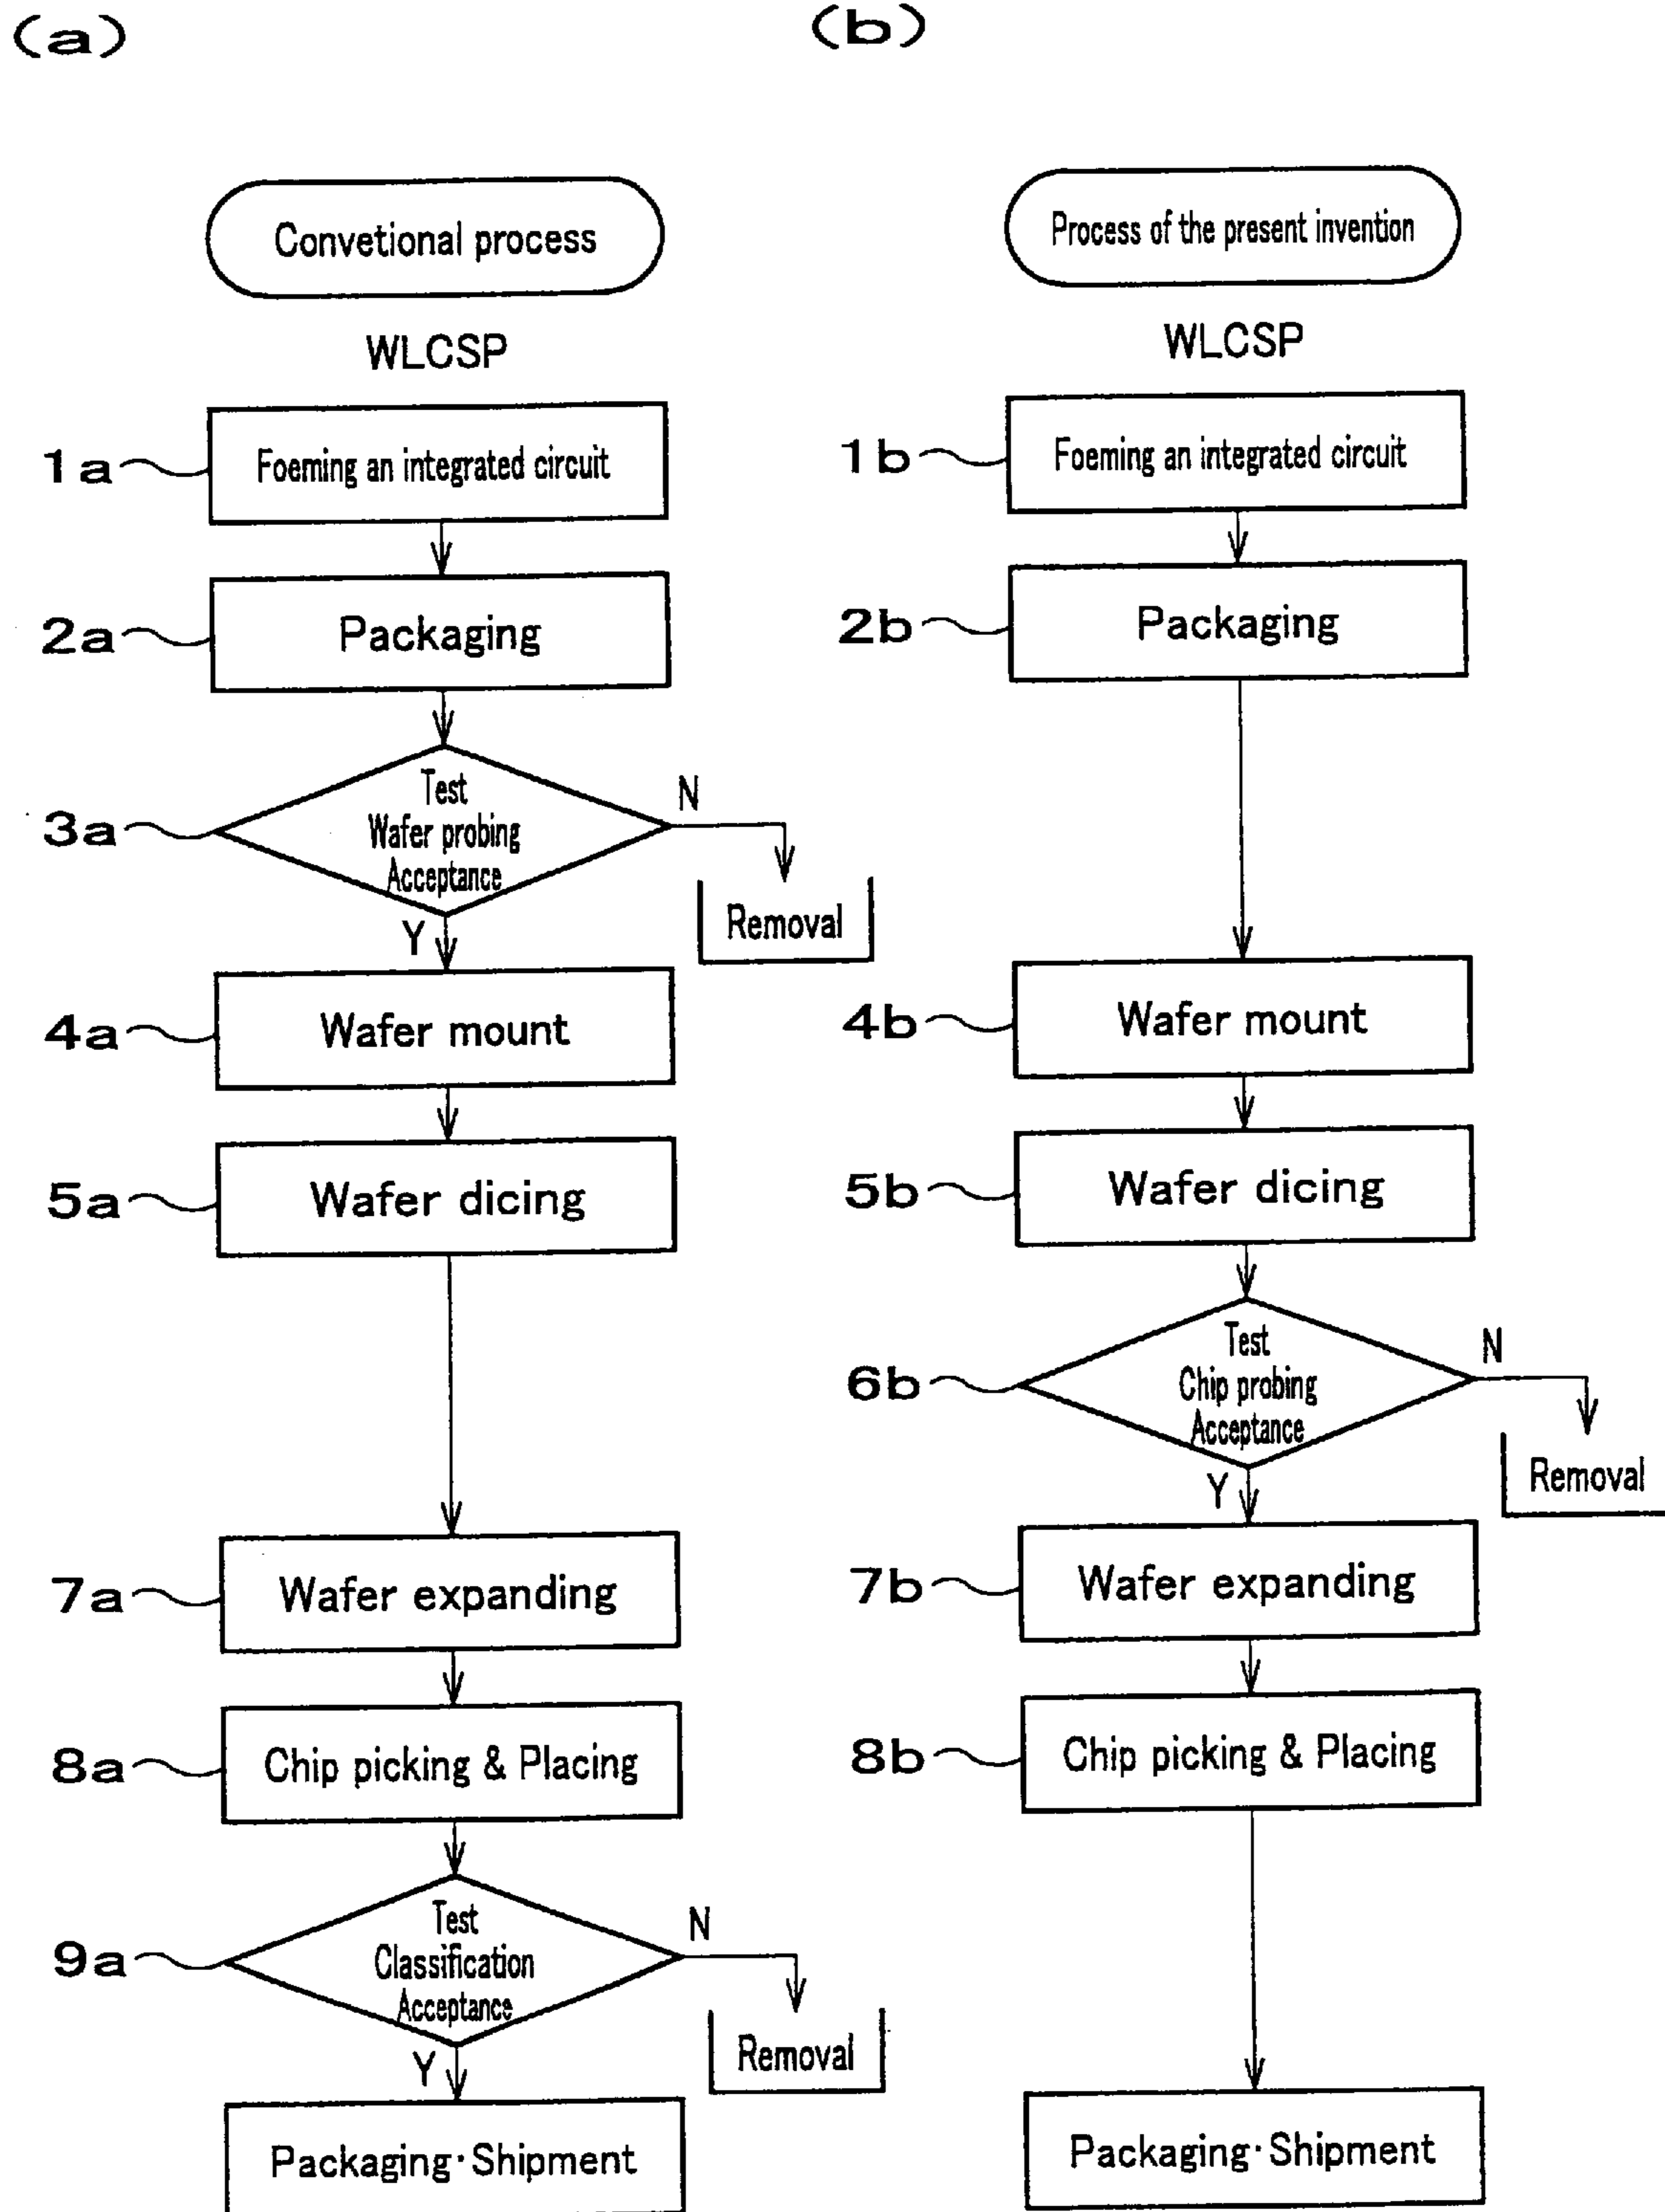 (a)
Convetional process
WLCSP
1a
Foeming an integrated circuit
2a
Packaging
3a
Test
Wafer probing
Acceptance
N
Removal
Y
4a
Wafer mount
5a
Wafer dicing
7a
Wafer expanding
8a
Chip picking & Placing
9a
Test
Classification
Acceptance
N
Removal
Y
Packaging·Shipment
(b)
Process of the present invention
WLCSP
1b
Foeming an integrated circuit
2b
Packaging
4b
Wafer mount
5b
Wafer dicing
6b
Test
Chip probing
Acceptance
N
Removal
Y
7b
Wafer expanding
8b
Chip picking & Placing
Packaging·Shipment